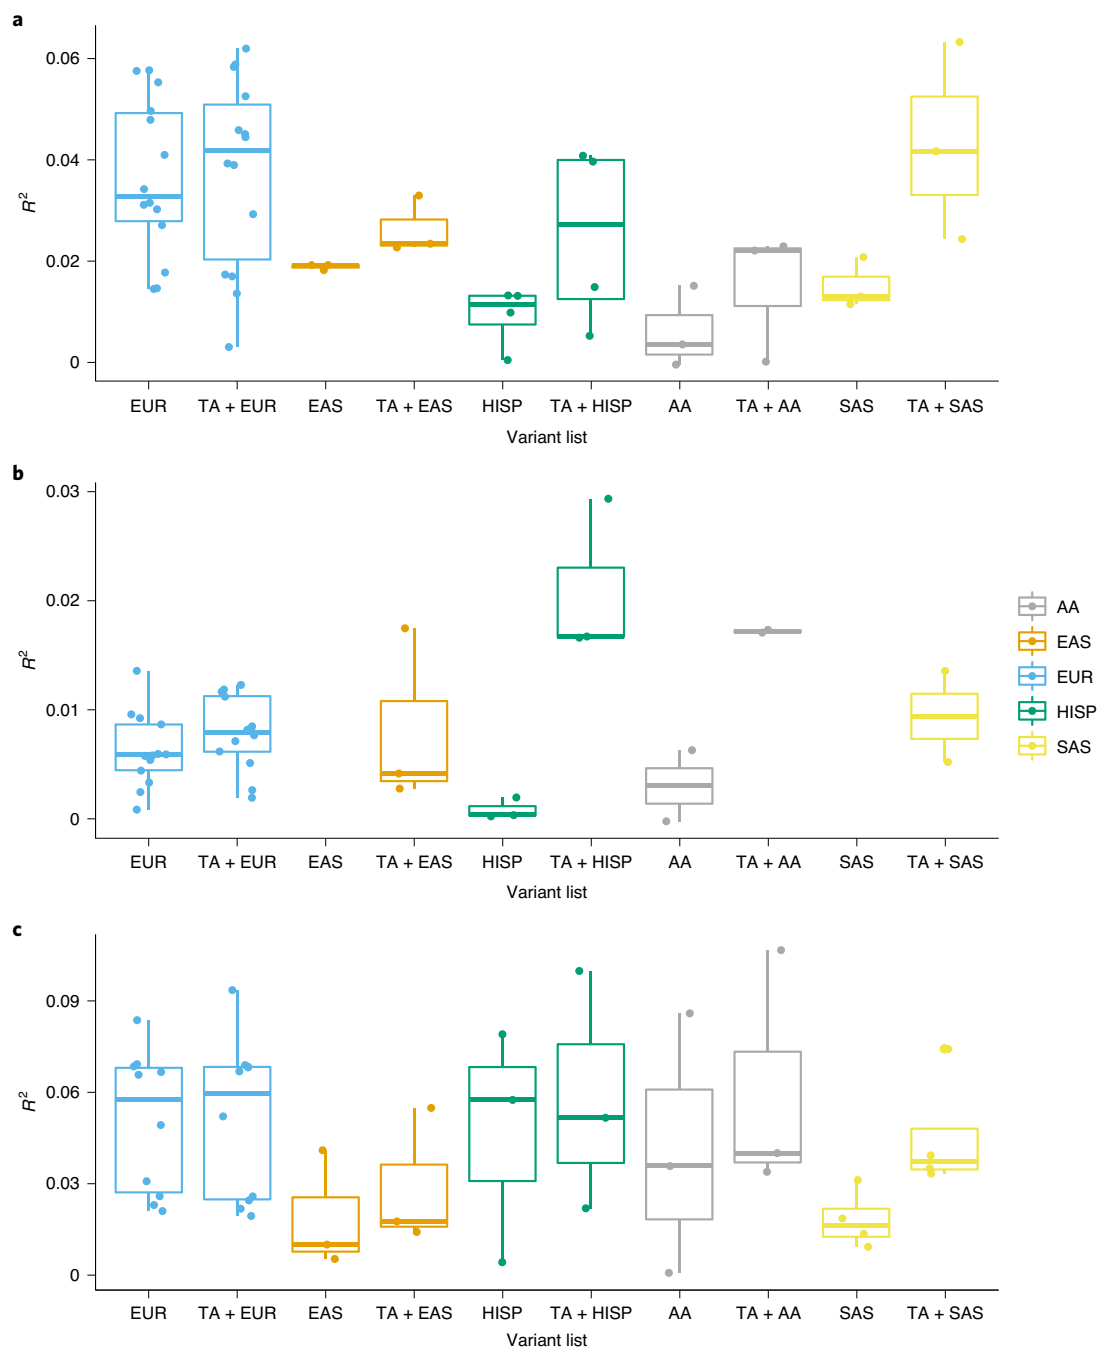 a
0.06
0.04
0.02
0
R²
EUR TA + EUR EAS TA + EAS HISP TA + HISP AA TA + AA SAS TA + SAS
Variant list
b
0.03
0.02
0.01
0
R²
EUR TA + EUR EAS TA + EAS HISP TA + HISP AA TA + AA SAS TA + SAS
Variant list
AA
EAS
EUR
HISP
SAS
c
0.09
0.06
0.03
0
R²
EUR TA + EUR EAS TA + EAS HISP TA + HISP AA TA + AA SAS TA + SAS
Variant list